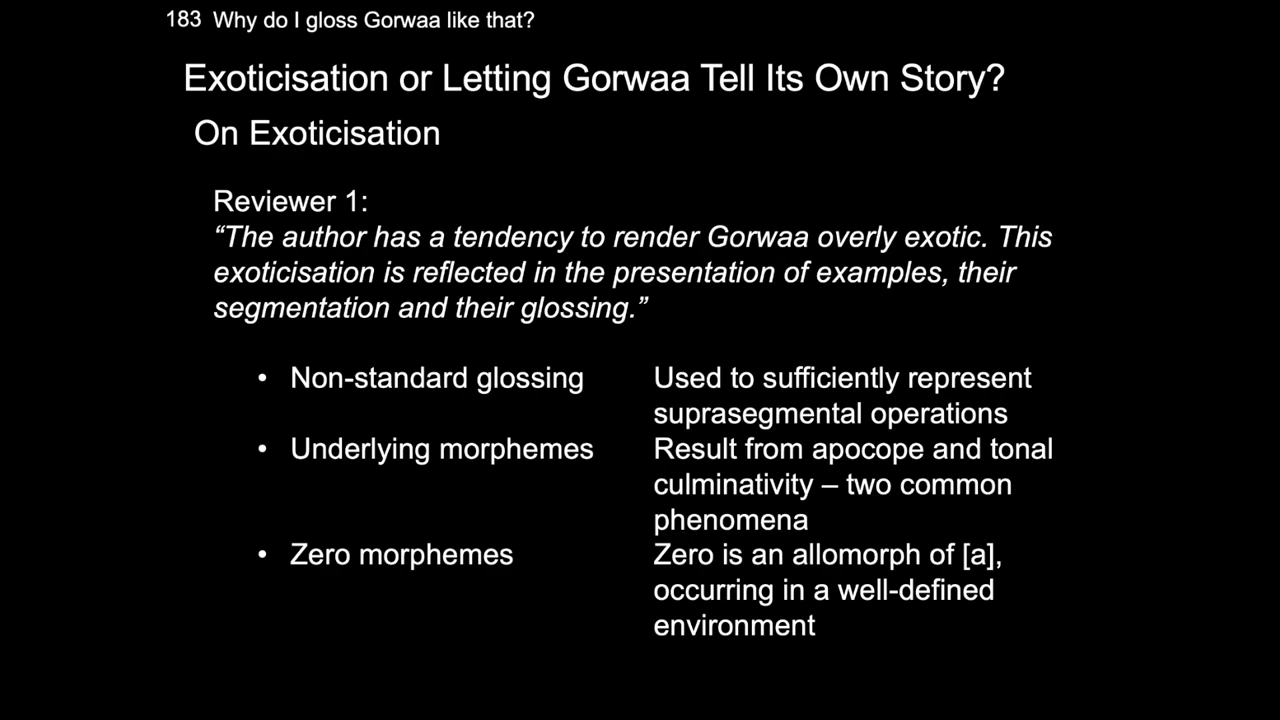 183 Why do I gloss Gorwaa like that?
Exoticisation or Letting Gorwaa Tell Its Own Story?
On Exoticisation
Reviewer 1:
“The author has a tendency to render Gorwaa overly exotic. This
exoticisation is reflected in the presentation of examples, their
segmentation and their glossing.”
• Non-standard glossing Used to sufficiently represent
suprasegmental operations
• Underlying morphemes Result from apocope and tonal
culminativity – two common
phenomena
• Zero morphemes Zero is an allomorph of [a],
occurring in a well-defined
environment